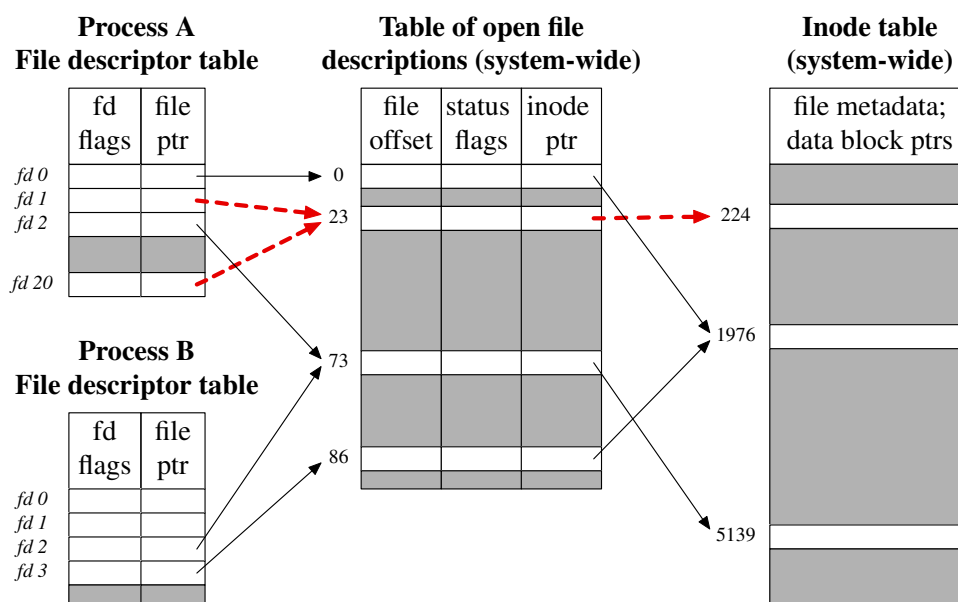 Process A
File descriptor table
fd
flags
file
ptr
fd 0
fd 1
fd 2
fd 20
Process B
File descriptor table
fd
flags
file
ptr
fd 0
fd 1
fd 2
fd 3
Table of open file
descriptions (system-wide)
file
offset
status
flags
inode
ptr
0
23
73
86
Inode table
(system-wide)
file metadata;
data block ptrs
224
1976
5139